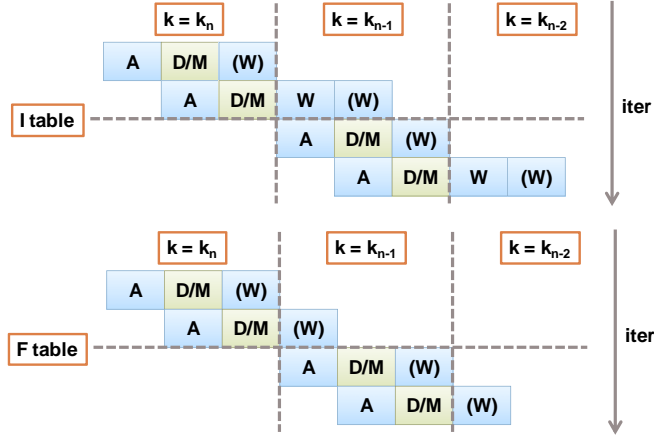 k = kn k = kn-1 k = kn-2
A D/M (W)
A D/M W (W)
I table
iter
A D/M (W)
A D/M W (W)
k = kn k = kn-1 k = kn-2
A D/M (W)
A D/M (W)
F table
iter
A D/M (W)
A D/M (W)